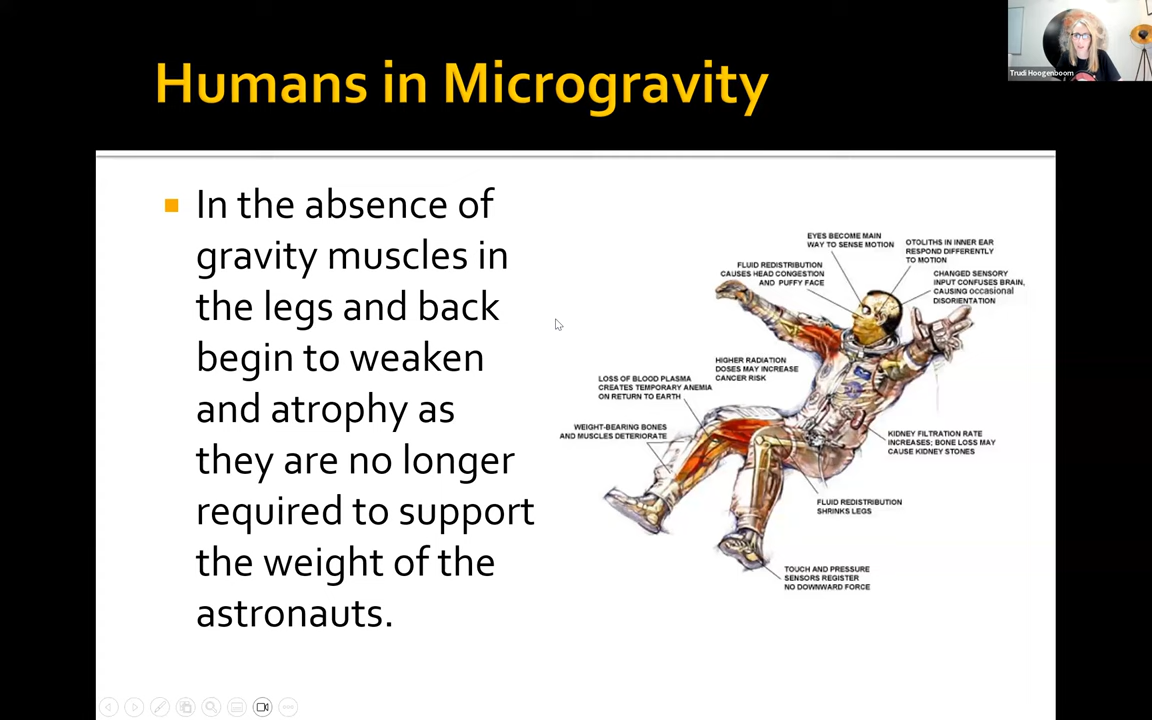 Humans in Microgravity
Trudi Hoogenboom
In the absence of
gravity muscles in
the legs and back
begin to weaken
and atrophy as
they are no longer
required to support
the weight of the
astronauts.
EYES BECOME MAIN
WAY TO SENSE MOTION
OTOLITHS IN INNER EAR
RESPOND DIFFERENTLY
TO MOTION
FLUID REDISTRIBUTION
CAUSES HEAD CONGESTION
AND PUFFY FACE
CHANGED SENSORY
INPUT CONFUSES BRAIN,
CAUSING occasional
DISORIENTATION
HIGHER RADIATION
DOSES MAY INCREASE
CANCER RISK
LOSS OF BLOOD PLASMA
CREATES TEMPORARY ANEMIA
ON RETURN TO EARTH
WEIGHT-BEARING BONES
AND MUSCLES DETERIORATE
KIDNEY FILTRATION RATE
INCREASES; BONE LOSS MAY
CAUSE KIDNEY STONES
FLUID REDISTRIBUTION
SHRINKS LEGS
TOUCH AND PRESSURE
SENSORS REGISTER
NO DOWNWARD FORCE